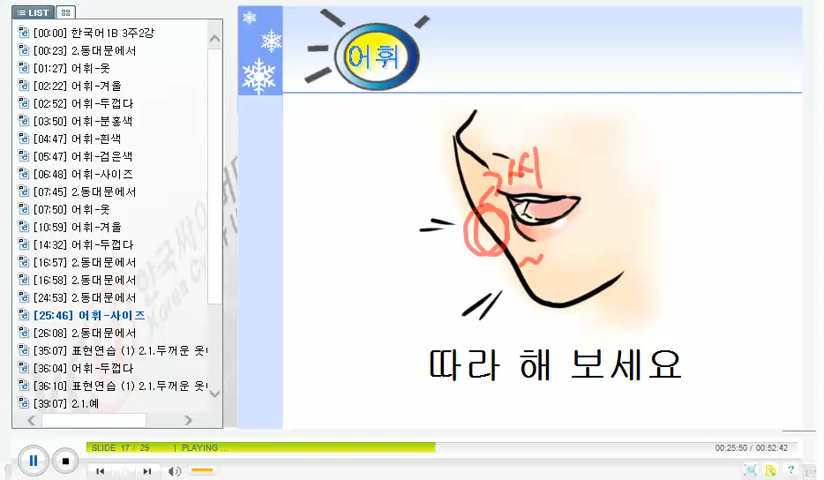 LIST
[00:00] 한국어1B 3주2강
[00:23] 2.동대문에서
[01:27] 어휘-옷
[02:22] 어휘-겨울
[02:52] 어휘-두껍다
[03:50] 어휘-분홍색
[04:47] 어휘-흰색
[05:47] 어휘-검은색
[06:48] 어휘-사이즈
[07:45] 2.동대문에서
[07:50] 어휘-옷
[10:59] 어휘-겨울
[14:32] 어휘-두껍다
[16:57] 2.동대문에서
[16:58] 2.동대문에서
[24:53] 2.동대문에서
[25:46] 어휘-사이즈
[26:08] 2.동대문에서
[35:07] 표현연습 (1) 2.1.두꺼운 옷
[36:04] 어휘-두껍다
[36:10] 표현연습 (1) 2.1.두꺼운 옷
[39:07] 2.1.예
어휘
따라 해 보세요
SLIDE 17 / 29 | PLAYING ...
00:25:50 / 00:52:42